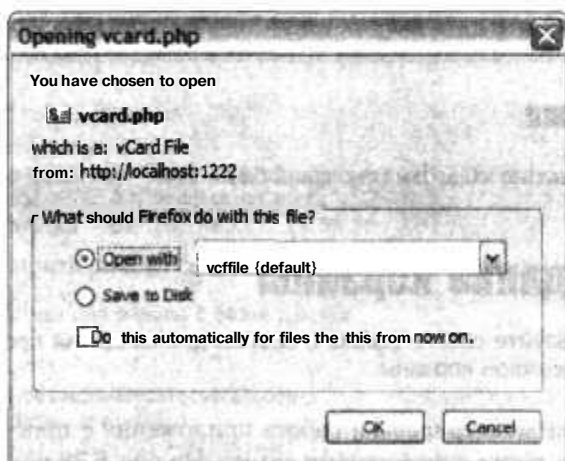 Opening vcard.php
You have chosen to open
vcard.php
which is a: vCard File
from: http://localhost:1222
What should Firefox do with this file?
Open with vcffile {default}
Save to Disk
Do this automatically for files the this from now on.
OK Cancel